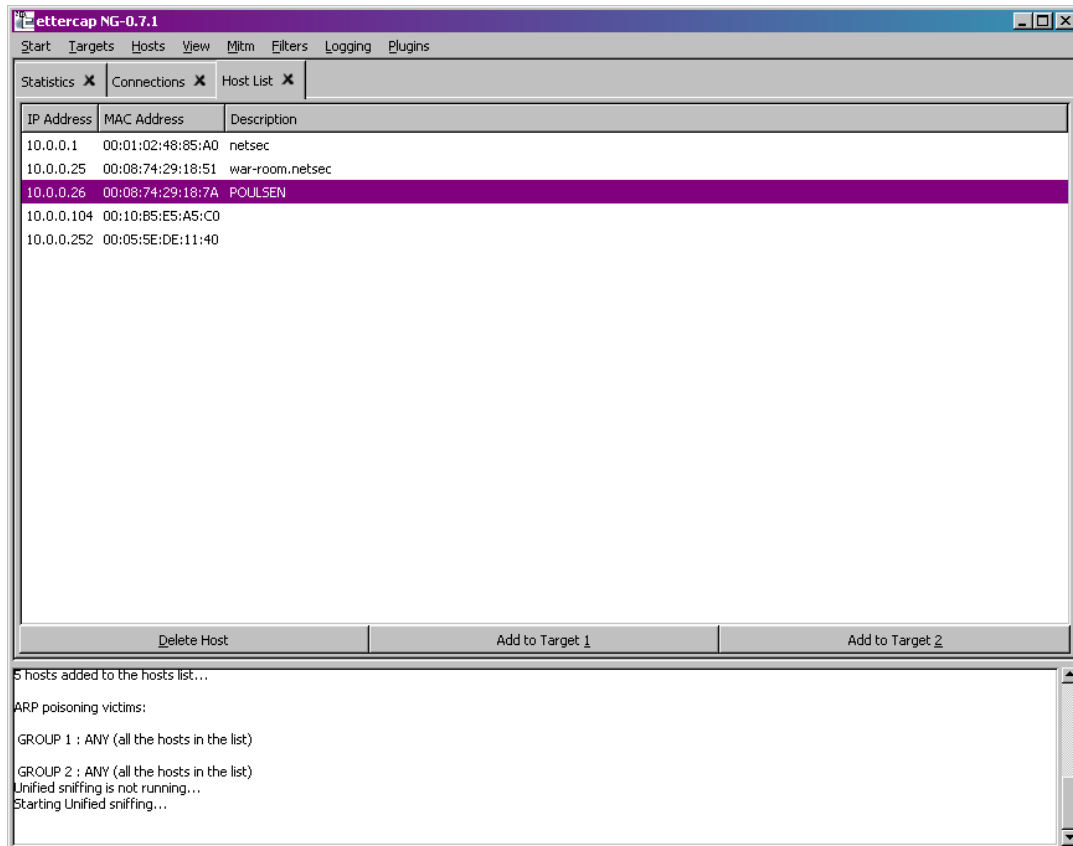 ettercap NG-0.7.1
Start Targets Hosts View Mitm Filters Logging Plugins
Statistics Connections Host List
IP Address MAC Address Description
10.0.0.1 00:01:02:48:85:A0 netsec
10.0.0.25 00:08:74:29:18:51 war-room.netsec
10.0.0.26 00:08:74:29:18:7A POULSEN
10.0.0.104 00:10:B5:E5:A5:C0
10.0.0.252 00:05:5E:DE:11:40
Delete Host Add to Target 1 Add to Target 2
5 hosts added to the hosts list...
ARP poisoning victims:
GROUP 1 : ANY (all the hosts in the list)
GROUP 2 : ANY (all the hosts in the list)
Unified sniffing is not running...
Starting Unified sniffing...